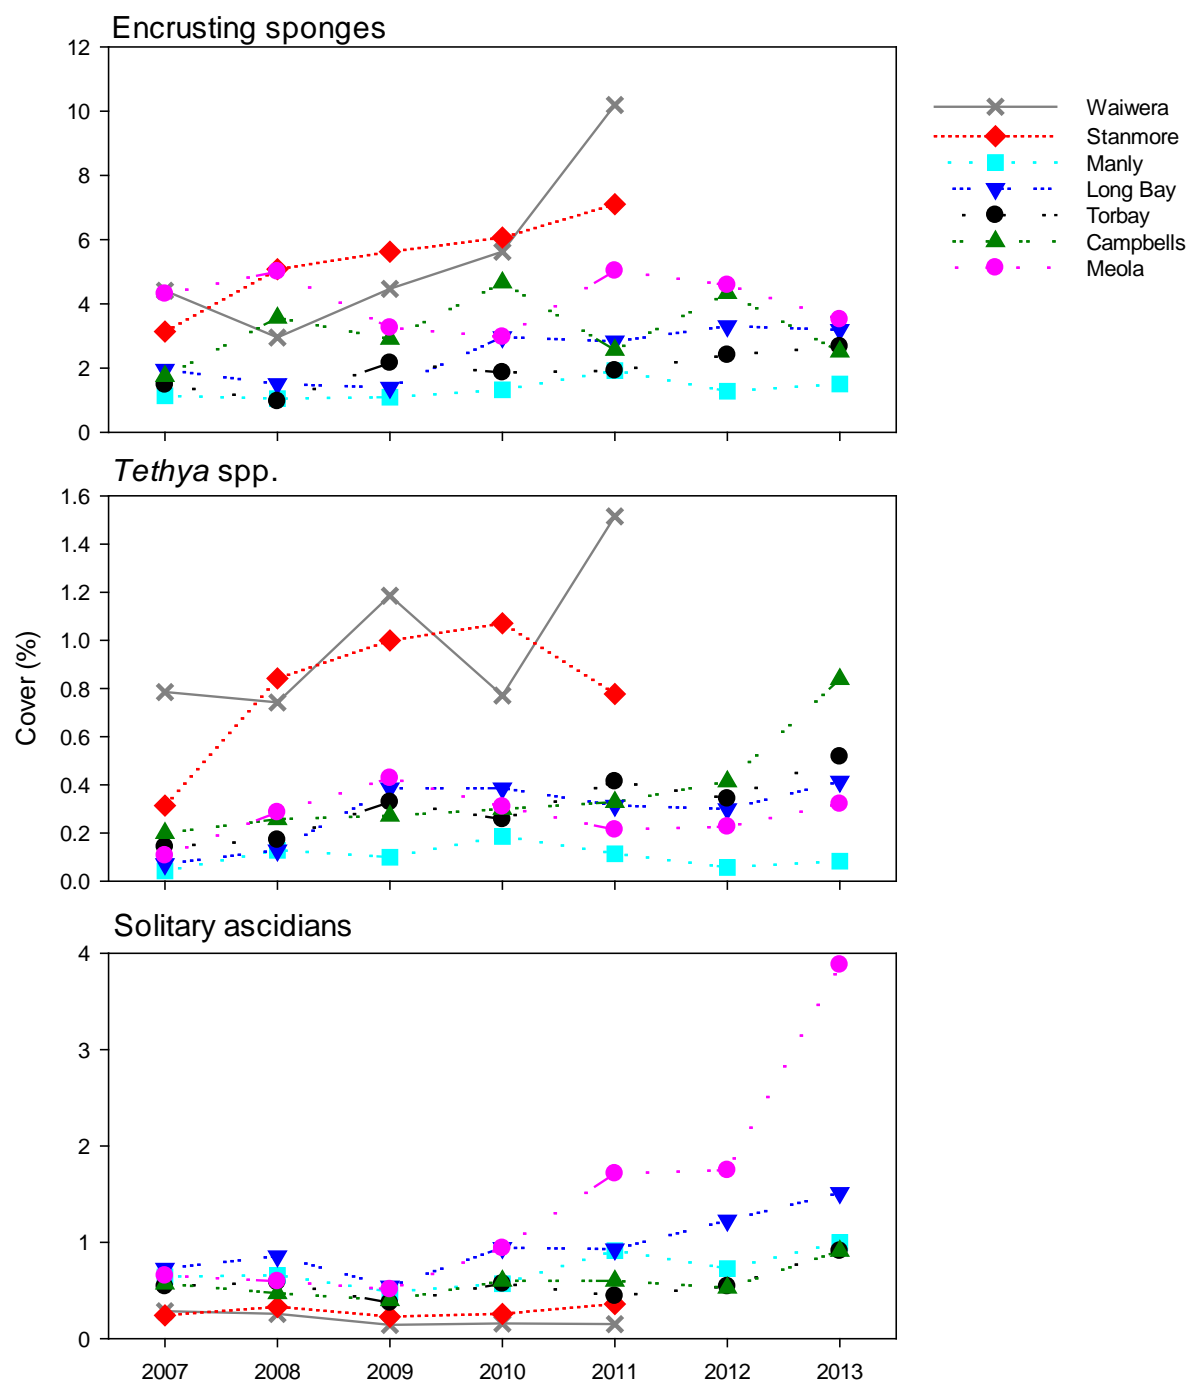 Encrusting sponges
12
10
8
6
4
2
0
Waiwera
Stanmore
Manly
Long Bay
Torbay
Campbells
Meola
Tethya spp.
Cover (%)
1.6
1.4
1.2
1.0
0.8
0.6
0.4
0.2
0.0
Solitary ascidians
4
3
2
1
0
2007 2008 2009 2010 2011 2012 2013